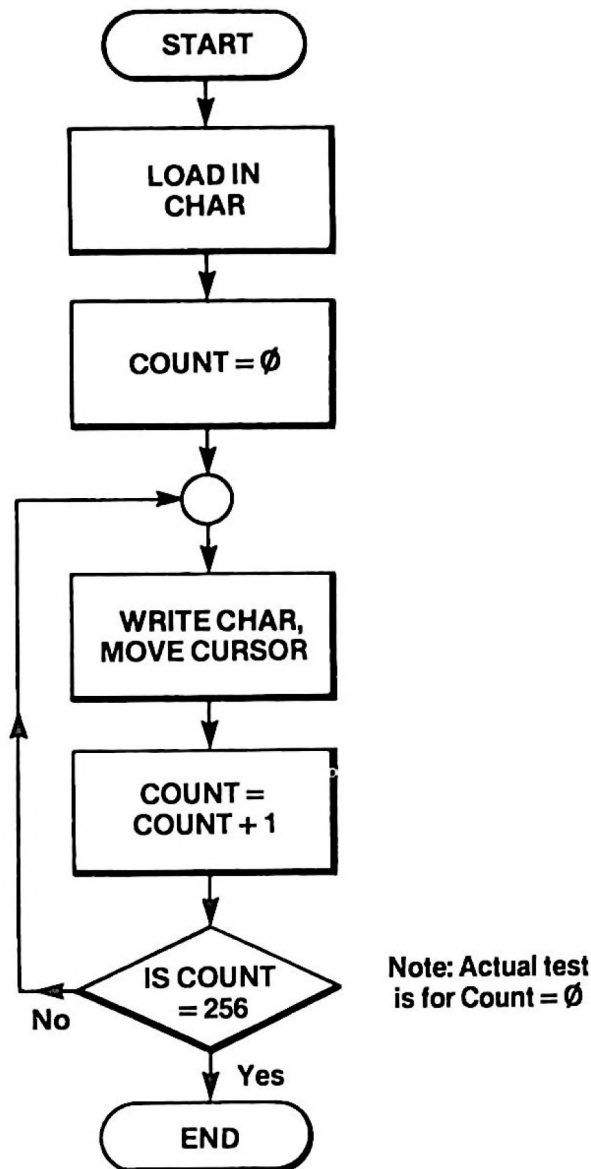 START
LOAD IN
CHAR
COUNT = Ø
WRITE CHAR,
MOVE CURSOR
COUNT =
COUNT + 1
IS COUNT
= 256
Note: Actual test
is for Count = Ø
No
Yes
END